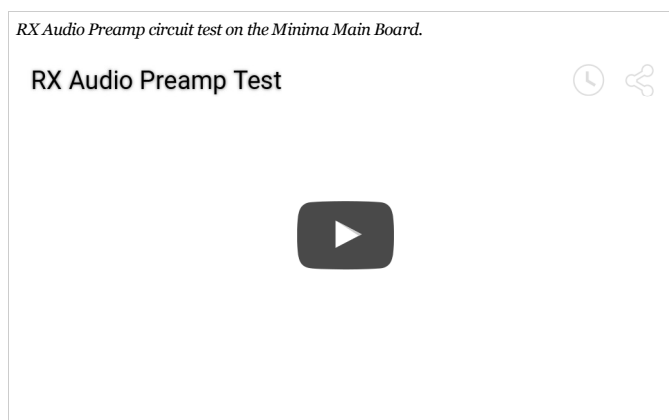 RX Audio Preamp circuit test on the Minima Main Board.
RX Audio Preamp Test